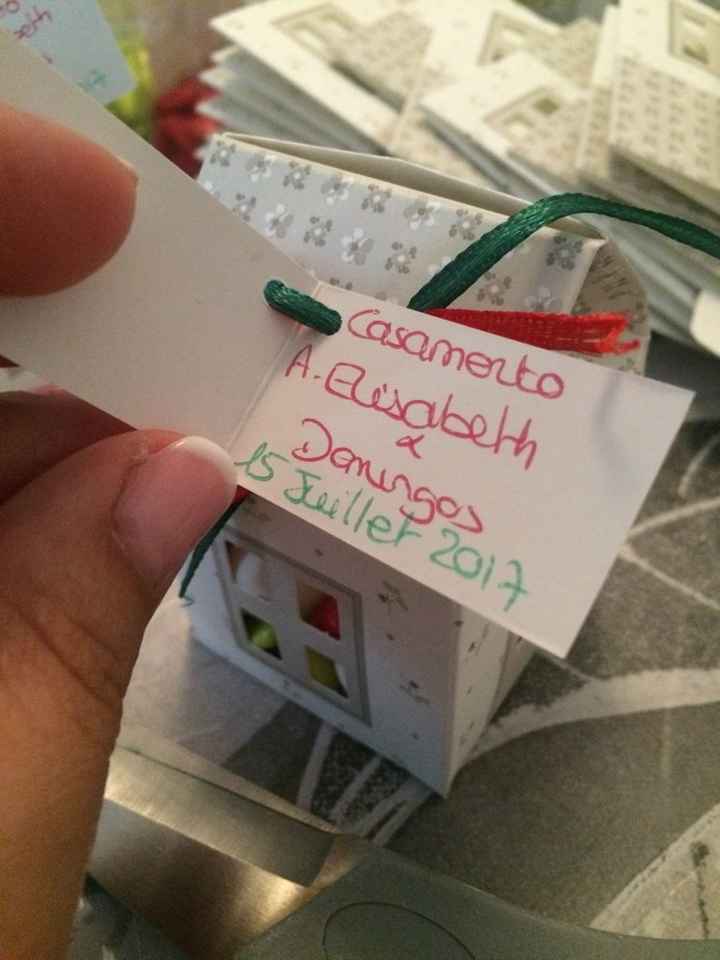 Casamento
A. Elisabeth
&
Domingos
15 Juillet 2017